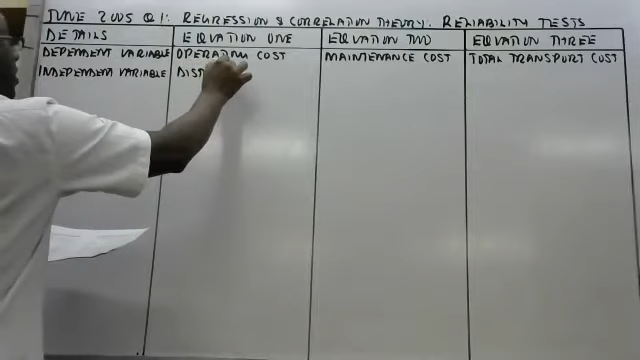 JUNE 2005 Q1: REGRESSION & CORRELATION THEORY: RELIABILITY TESTS
DETAILS EQUATION ONE EQUATION TWO EQUATION THREE
DEPENDENT VARIABLE OPERATING COST MAINTENANCE COST TOTAL TRANSPORT COST
INDEPENDENT VARIABLE DIST